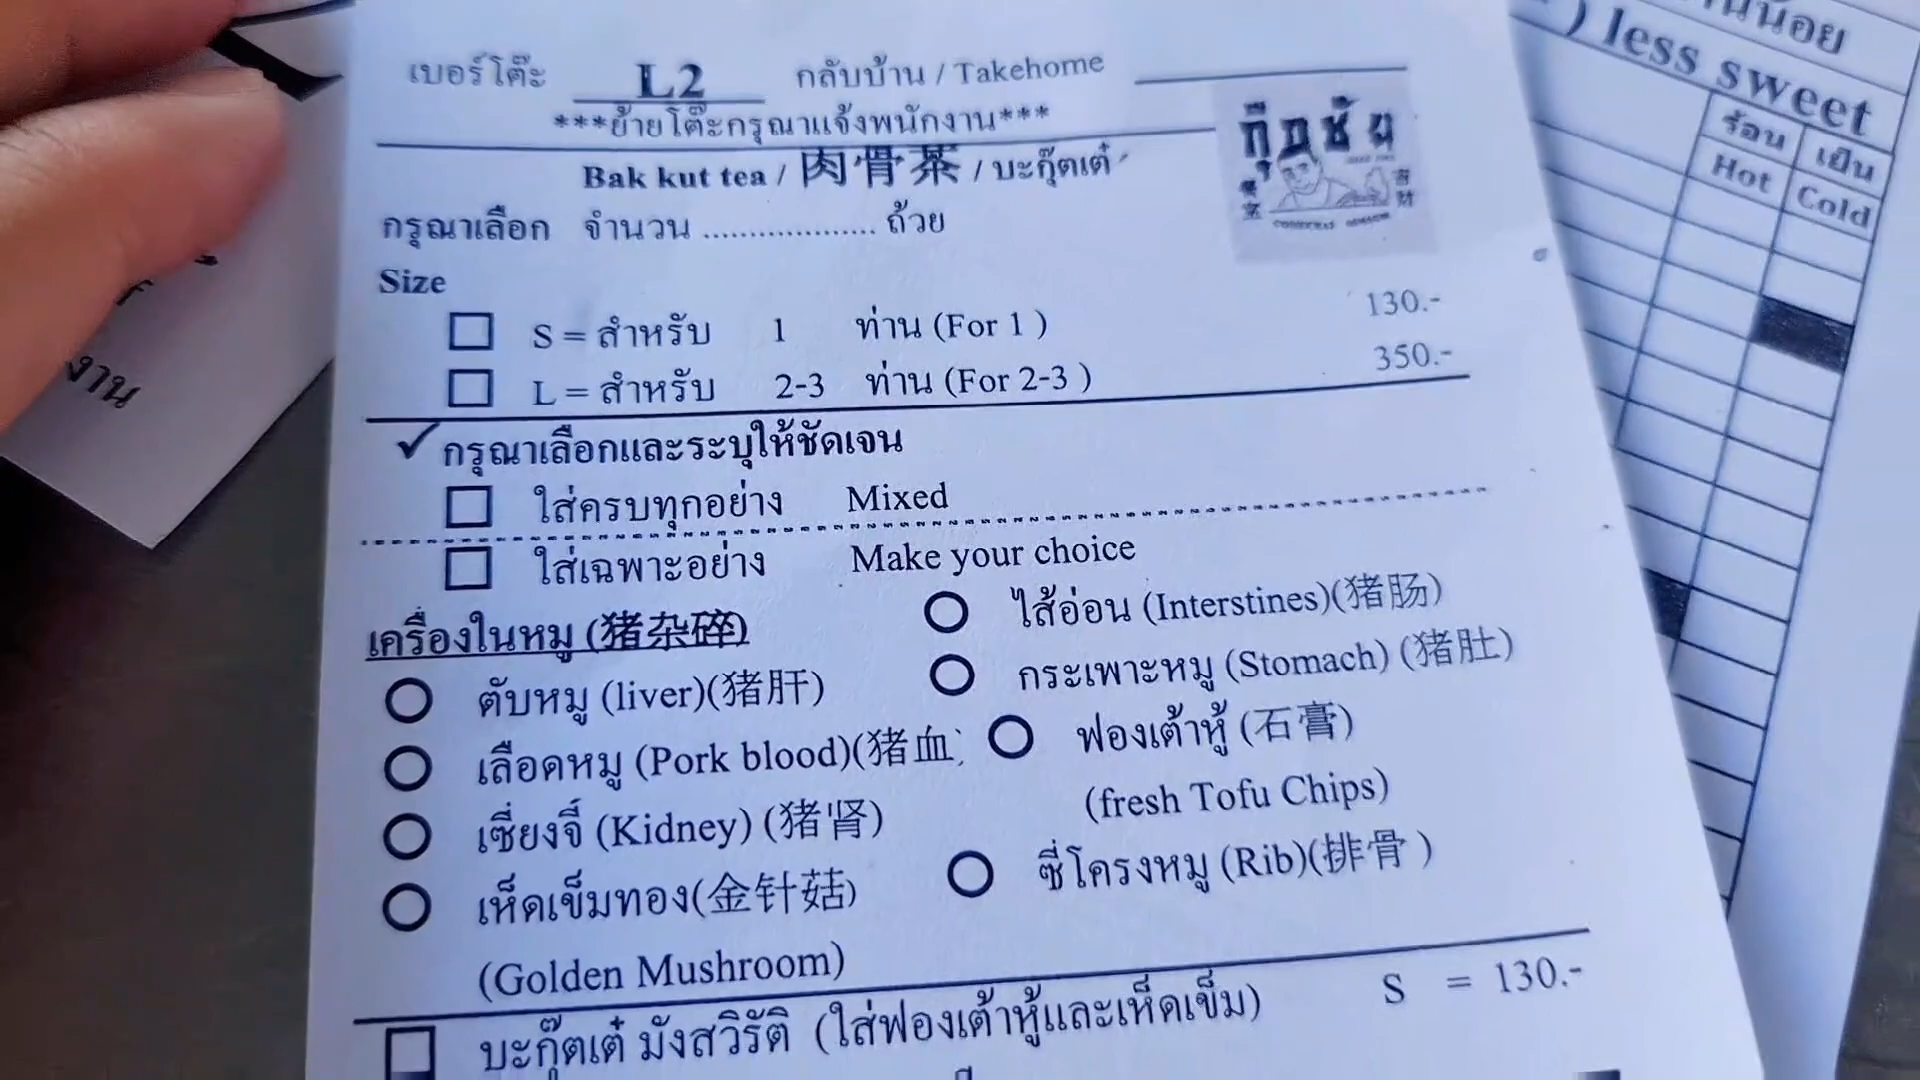 เบอร์โต๊ะ L2 กลับบ้าน / Takehome
***ย้ายโต๊ะกรุณาแจ้งพนักงาน***
Bak kut tea / 肉骨茶 / บะกุ๊ตเต๋
กรุณาเลือก จำนวน .................. ถ้วย
Size
S = สำหรับ 1 ท่าน (For 1 ) 130.-
L = สำหรับ 2-3 ท่าน (For 2-3 ) 350.-
✓ กรุณาเลือกและระบุให้ชัดเจน
ใส่ครบทุกอย่าง Mixed
ใส่เฉพาะอย่าง Make your choice
เครื่องในหมู (猪杂碎)
ไส้อ่อน (Interstines)(猪肠)
ตับหมู (liver)(猪肝)
กระเพาะหมู (Stomach) (猪肚)
เลือดหมู (Pork blood)(猪血)
ฟองเต้าหู้ (石膏)
(fresh Tofu Chips)
เซี่ยงจี๊ (Kidney) (猪肾)
ซี่โครงหมู (Rib)(排骨 )
เห็ดเข็มทอง(金针菇)
(Golden Mushroom)
บะกุ๊ตเต๋ มังสวิรัติ (ใส่ฟองเต้าหู้และเห็ดเข็ม) S = 130.-
กุ๊ยชัย
) less sweet
ร้อน เย็น
Hot Cold
งาน